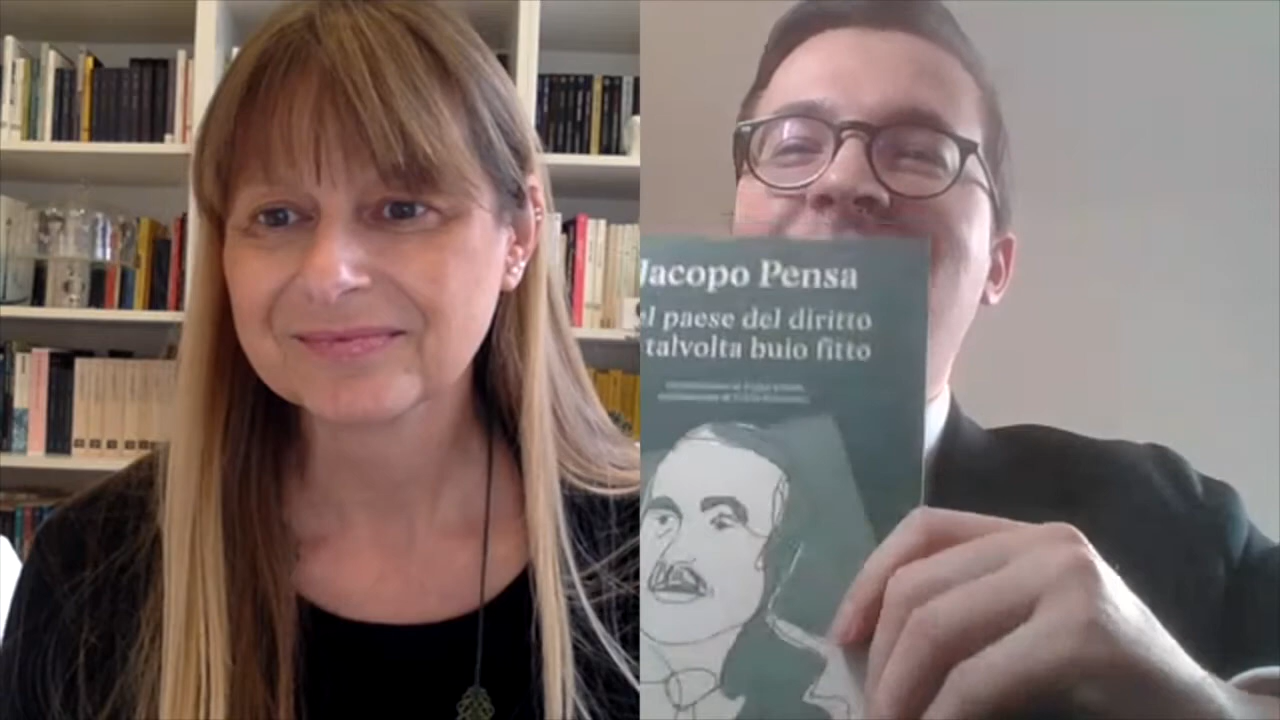 Jacopo Pensa
el paese del diritto
talvolta buio fitto